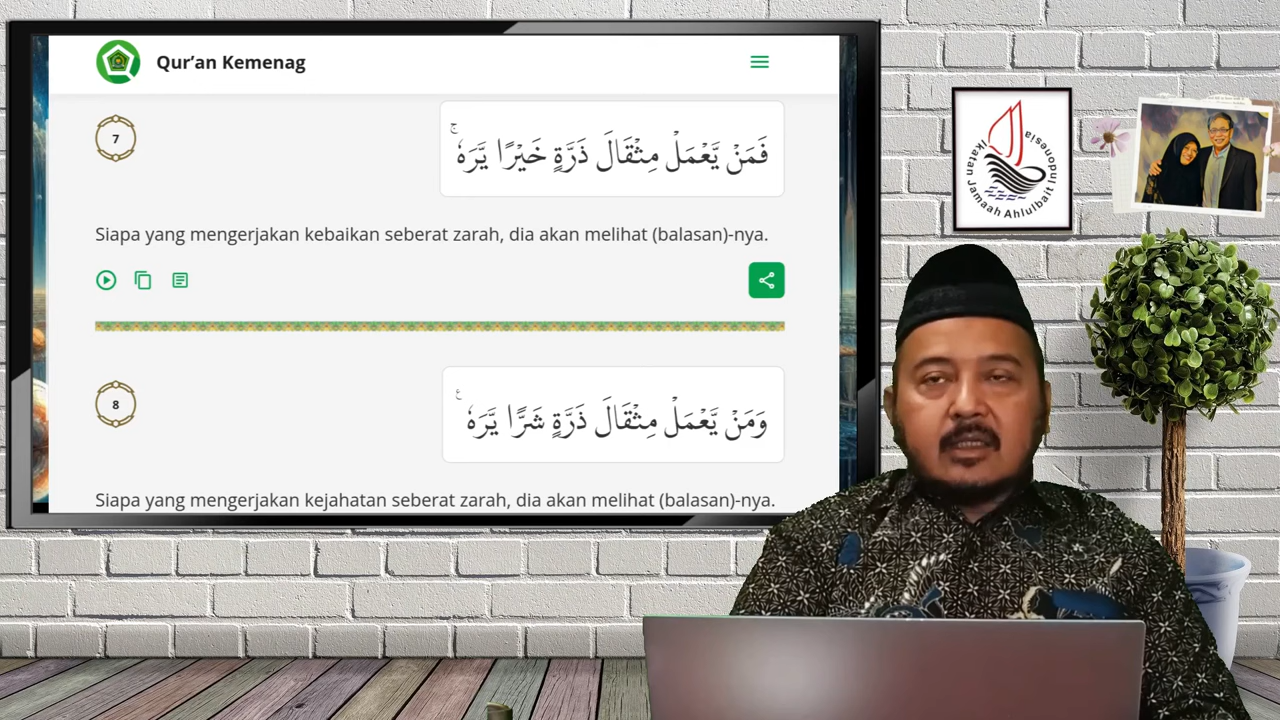 Qur’an Kemenag
7
فَمَنْ يَّعْمَلْ مِثْقَالَ ذَرَّةٍ خَيْرًا يَّرَهٗۚ
Siapa yang mengerjakan kebaikan seberat zarah, dia akan melihat (balasan)-nya.
8
وَمَنْ يَّعْمَلْ مِثْقَالَ ذَرَّةٍ شَرًّا يَّرَهٗ ࣖ
Siapa yang mengerjakan kejahatan seberat zarah, dia akan melihat (balasan)-nya.
Ikatan Jamaah Ahlulbait Indonesia